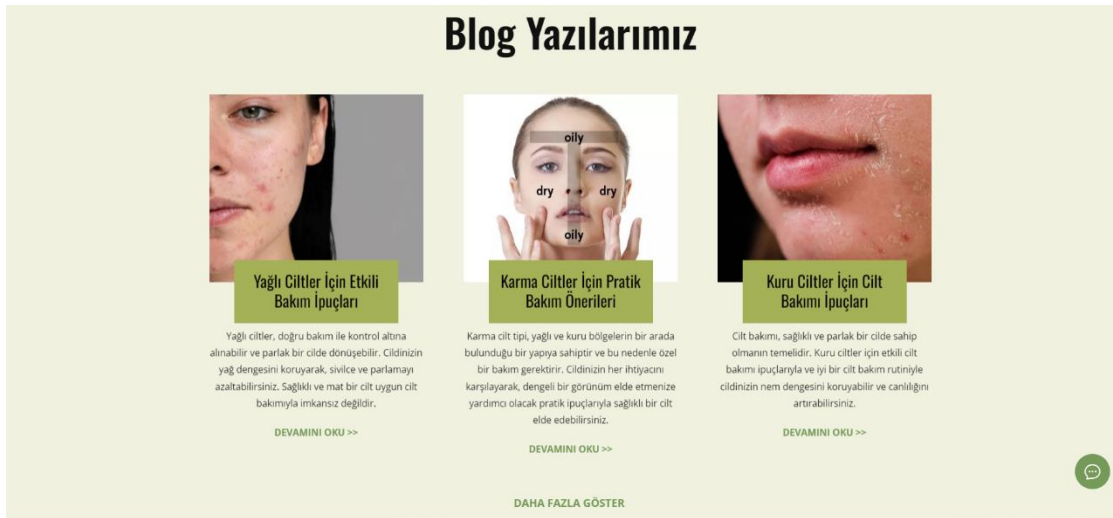 Blog Yazılarımız
oily
dry
dry
oily
Yağlı Ciltler İçin Etkili
Bakım İpuçları
Yağlı ciltler, doğru bakım ile kontrol altına
alınabilir ve parlak bir cilde dönüşebilir. Cildinizin
yağ dengesini koruyarak, sivilce ve parlamayı
azaltabilirsiniz. Sağlıklı ve mat bir cilt uygun cilt
bakımıyla imkansız değildir.
DEVAMINI OKU >>
Karma Ciltler İçin Pratik
Bakım Önerileri
Karma cilt tipi, yağlı ve kuru bölgelerin bir arada
bulunduğu bir yapıya sahiptir ve bu nedenle özel
bir bakım gerektirir. Cildinizin her ihtiyacını
karşılayarak, dengeli bir görünüm elde etmenize
yardımcı olacak pratik ipuçlarıyla sağlıklı bir cilt
elde edebilirsiniz.
DEVAMINI OKU >>
Kuru Ciltler İçin Cilt
Bakımı İpuçları
Cilt bakımı, sağlıklı ve parlak bir cilde sahip
olmanın temelidir. Kuru ciltler için etkili cilt
bakımı ipuçlarıyla ve iyi bir cilt bakım rutiniyle
cildinizin nem dengesini koruyabilir ve canlılığını
artırabilirsiniz.
DEVAMINI OKU >>
DAHA FAZLA GÖSTER